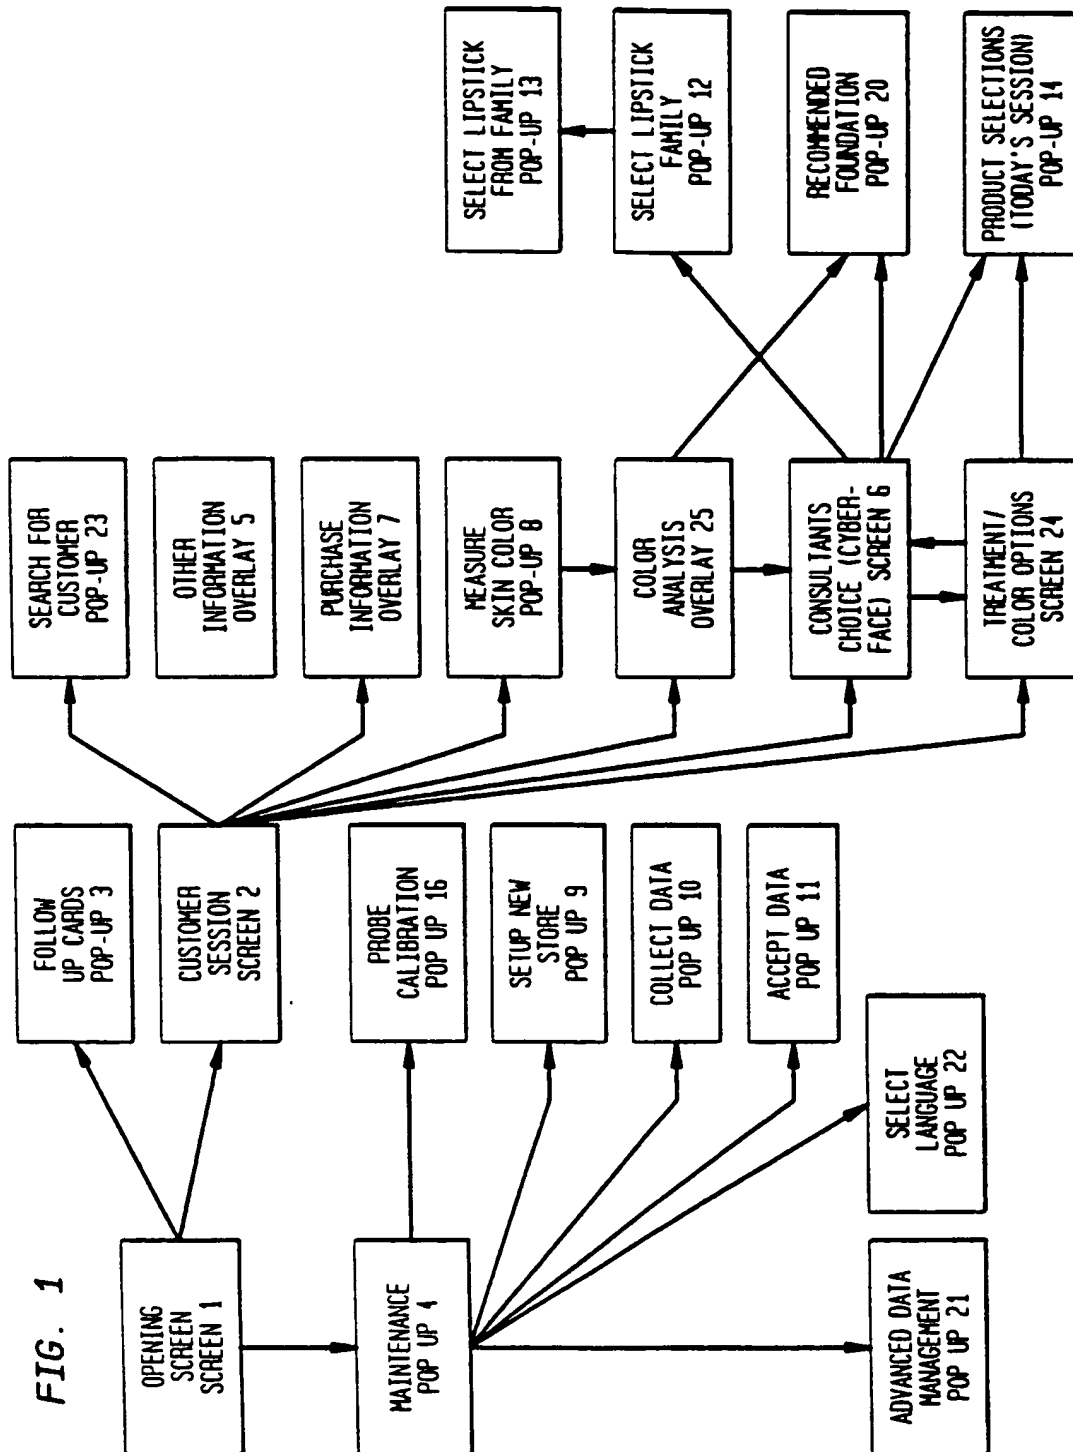 FIG. 1
OPENING
SCREEN
SCREEN 1
MAINTENANCE
POP UP 4
ADVANCED DATA
MANAGEMENT
POP UP 21
FOLLOW
UP CARDS
POP-UP 3
CUSTOMER
SESSION
SCREEN 2
PROBE
CALIBRATION
POP UP 16
SETUP NEW
STORE
POP UP 9
COLLECT DATA
POP UP 10
ACCEPT DATA
POP UP 11
SELECT
LANGUAGE
POP UP 22
SEARCH FOR
CUSTOMER
POP-UP 23
OTHER
INFORMATION
OVERLAY 5
PURCHASE
INFORMATION
OVERLAY 7
MEASURE
SKIN COLOR
POP-UP 8
COLOR
ANALYSIS
OVERLAY 25
CONSULTANTS
CHOICE (CYBER-
FACE) SCREEN 6
TREATMENT/
COLOR OPTIONS
SCREEN 24
SELECT LIPSTICK
FROM FAMILY
POP-UP 13
SELECT LIPSTICK
FAMILY
POP-UP 12
RECOMMENDED
FOUNDATION
POP-UP 20
PRODUCT SELECTIONS
(TODAY'S SESSION)
POP-UP 14